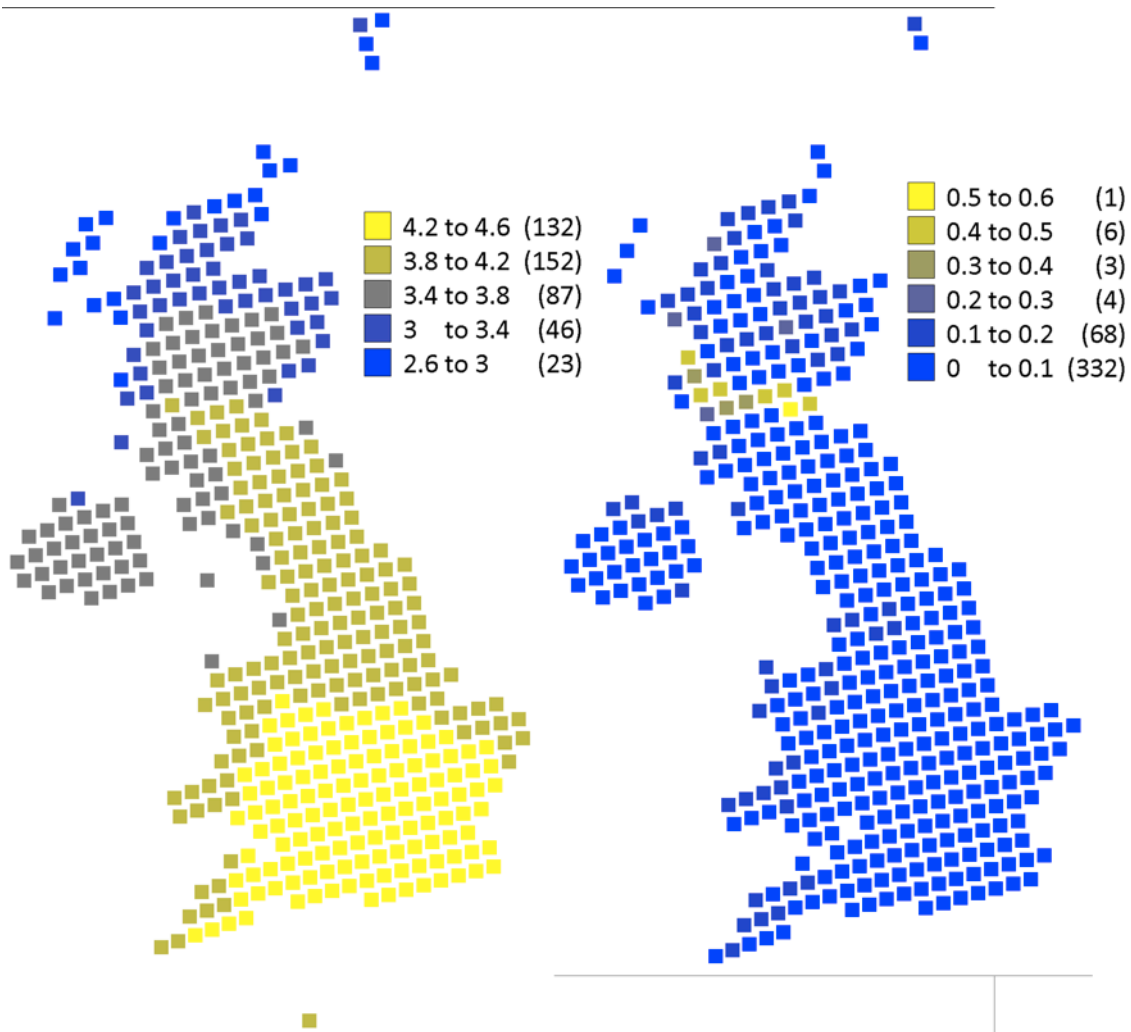 4.2 to 4.6 (132)
3.8 to 4.2 (152)
3.4 to 3.8 (87)
3 to 3.4 (46)
2.6 to 3 (23)
0.5 to 0.6 (1)
0.4 to 0.5 (6)
0.3 to 0.4 (3)
0.2 to 0.3 (4)
0.1 to 0.2 (68)
0 to 0.1 (332)